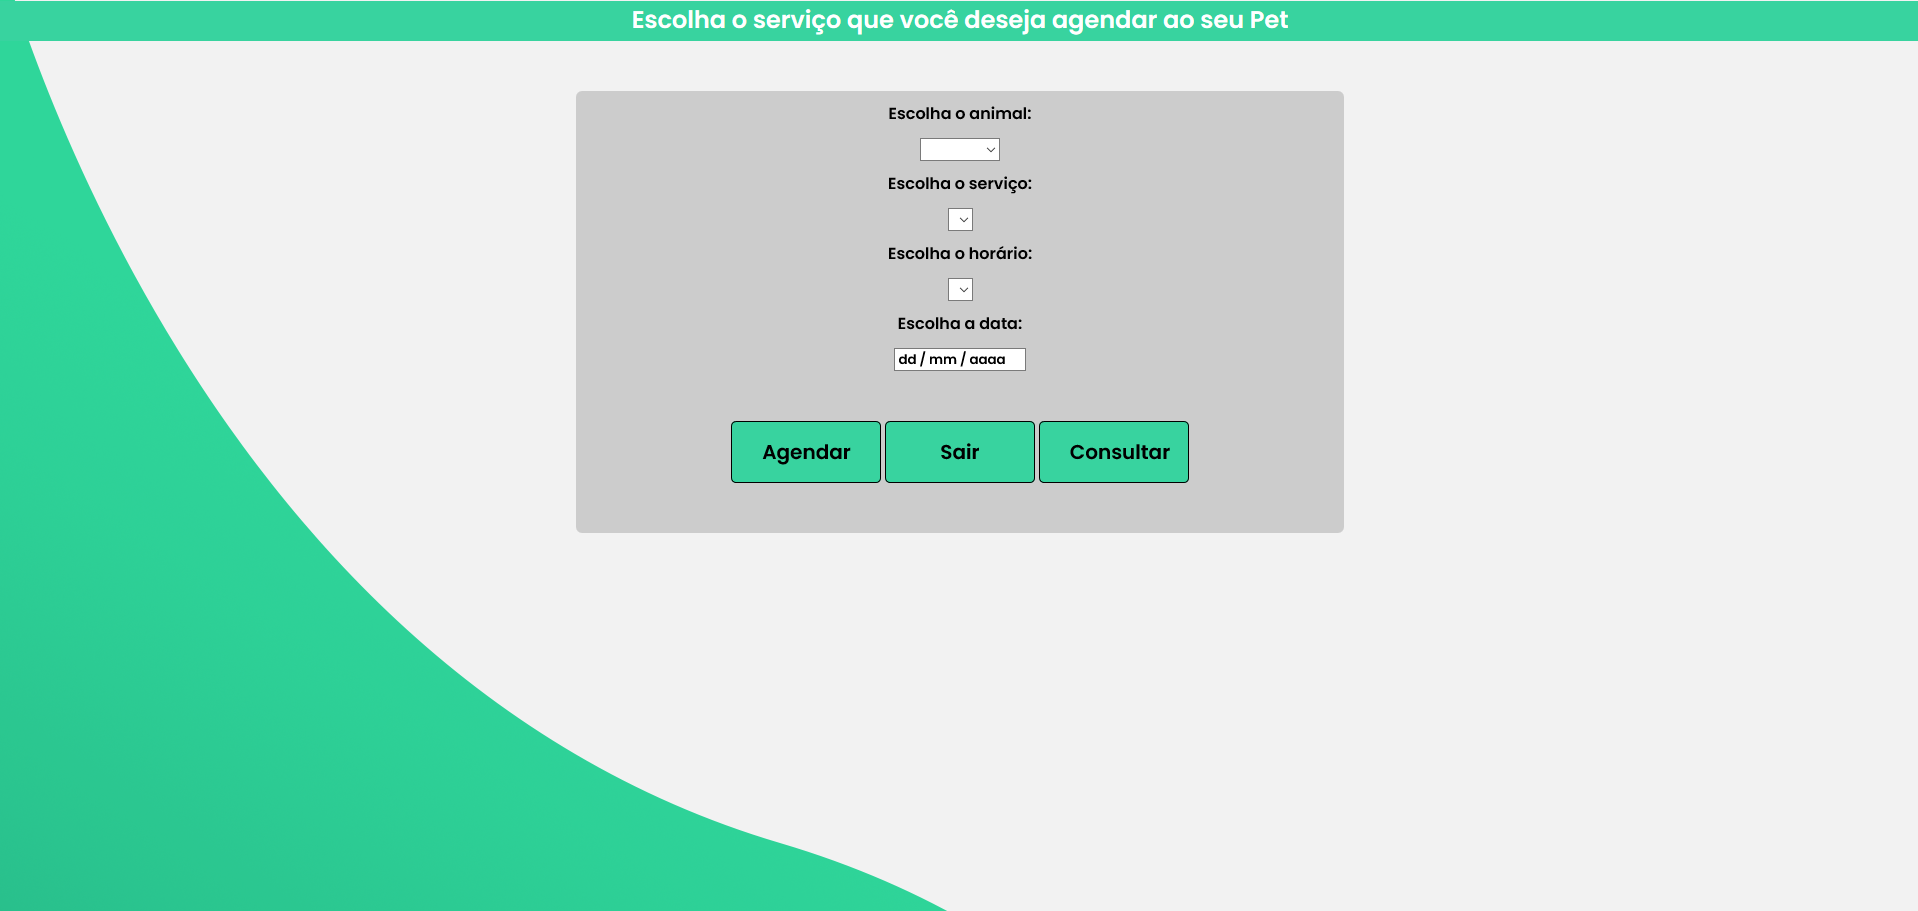 Escolha o serviço que você deseja agendar ao seu Pet
Escolha o animal:
Escolha o serviço:
Escolha o horário:
Escolha a data:
dd / mm / aaaa
Agendar Sair Consultar